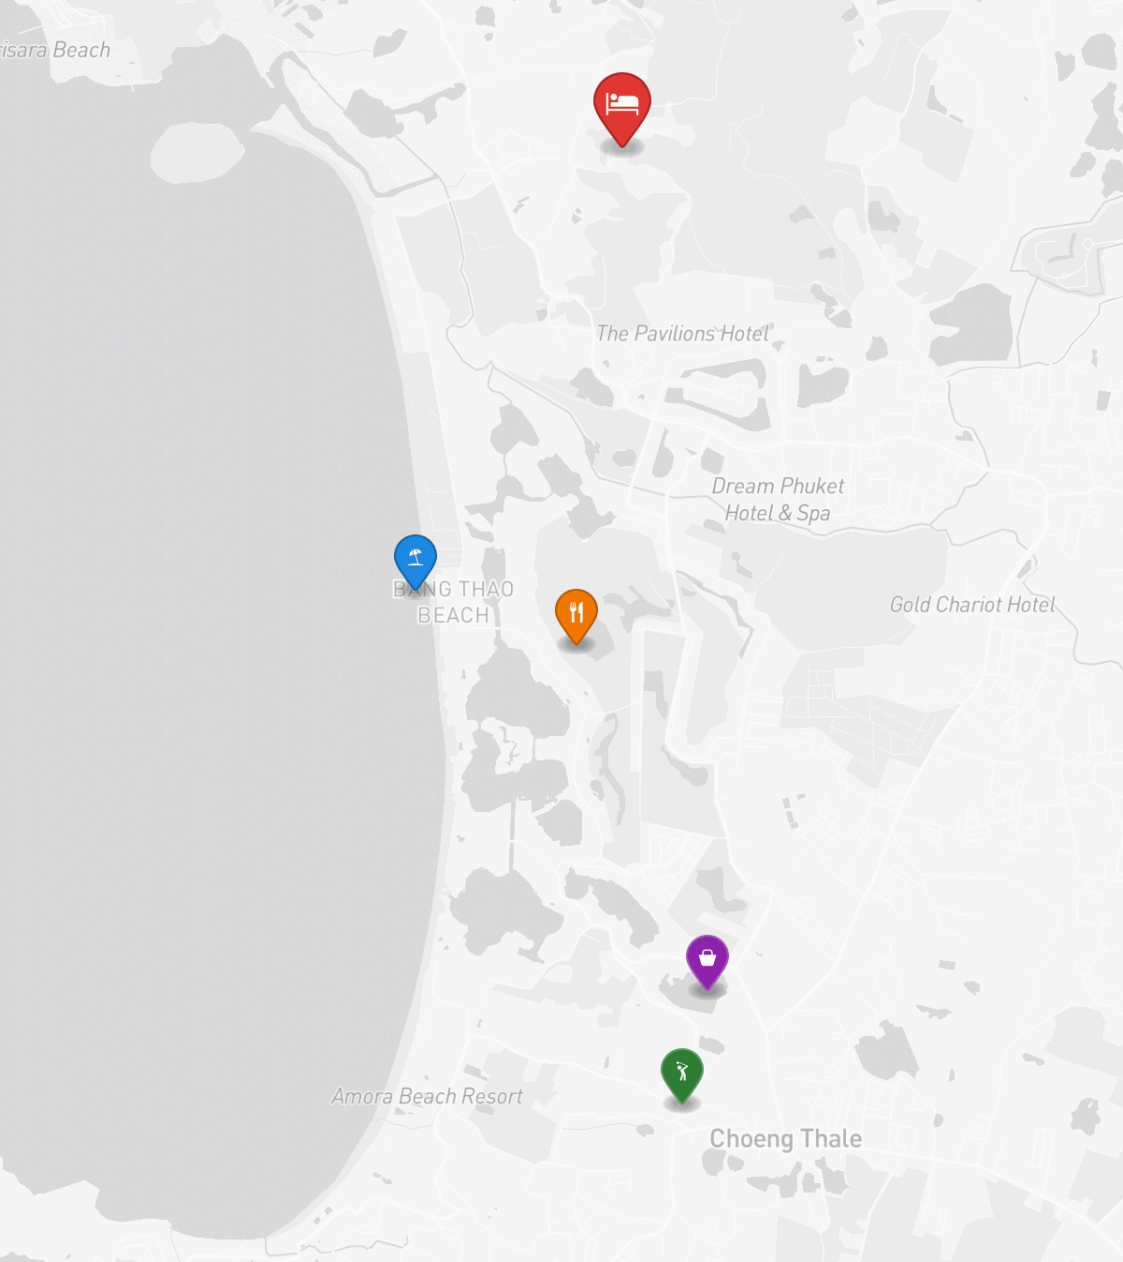 isara Beach
The Pavilions Hotel
Dream Phuket
Hotel & Spa
BANG THAO
BEACH
Gold Chariot Hotel
Amora Beach Resort
Choeng Thale